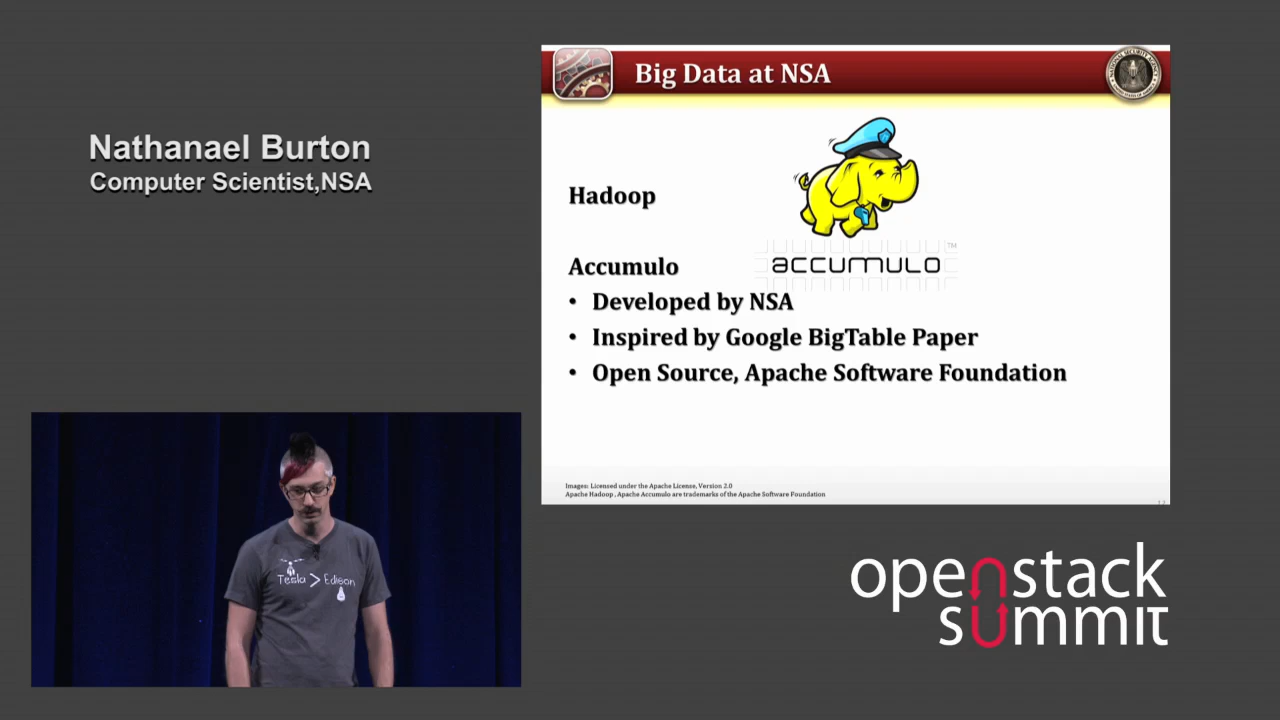 Nathanael Burton
Computer Scientist,NSA
Big Data at NSA
Hadoop
Accumulo
ACCUMULO
TM
• Developed by NSA
• Inspired by Google BigTable Paper
• Open Source, Apache Software Foundation
Images: Licensed under the Apache License, Version 2.0
Apache Hadoop , Apache Accumulo are trademarks of the Apache Software Foundation
Tesla > Edison
openstack
summit